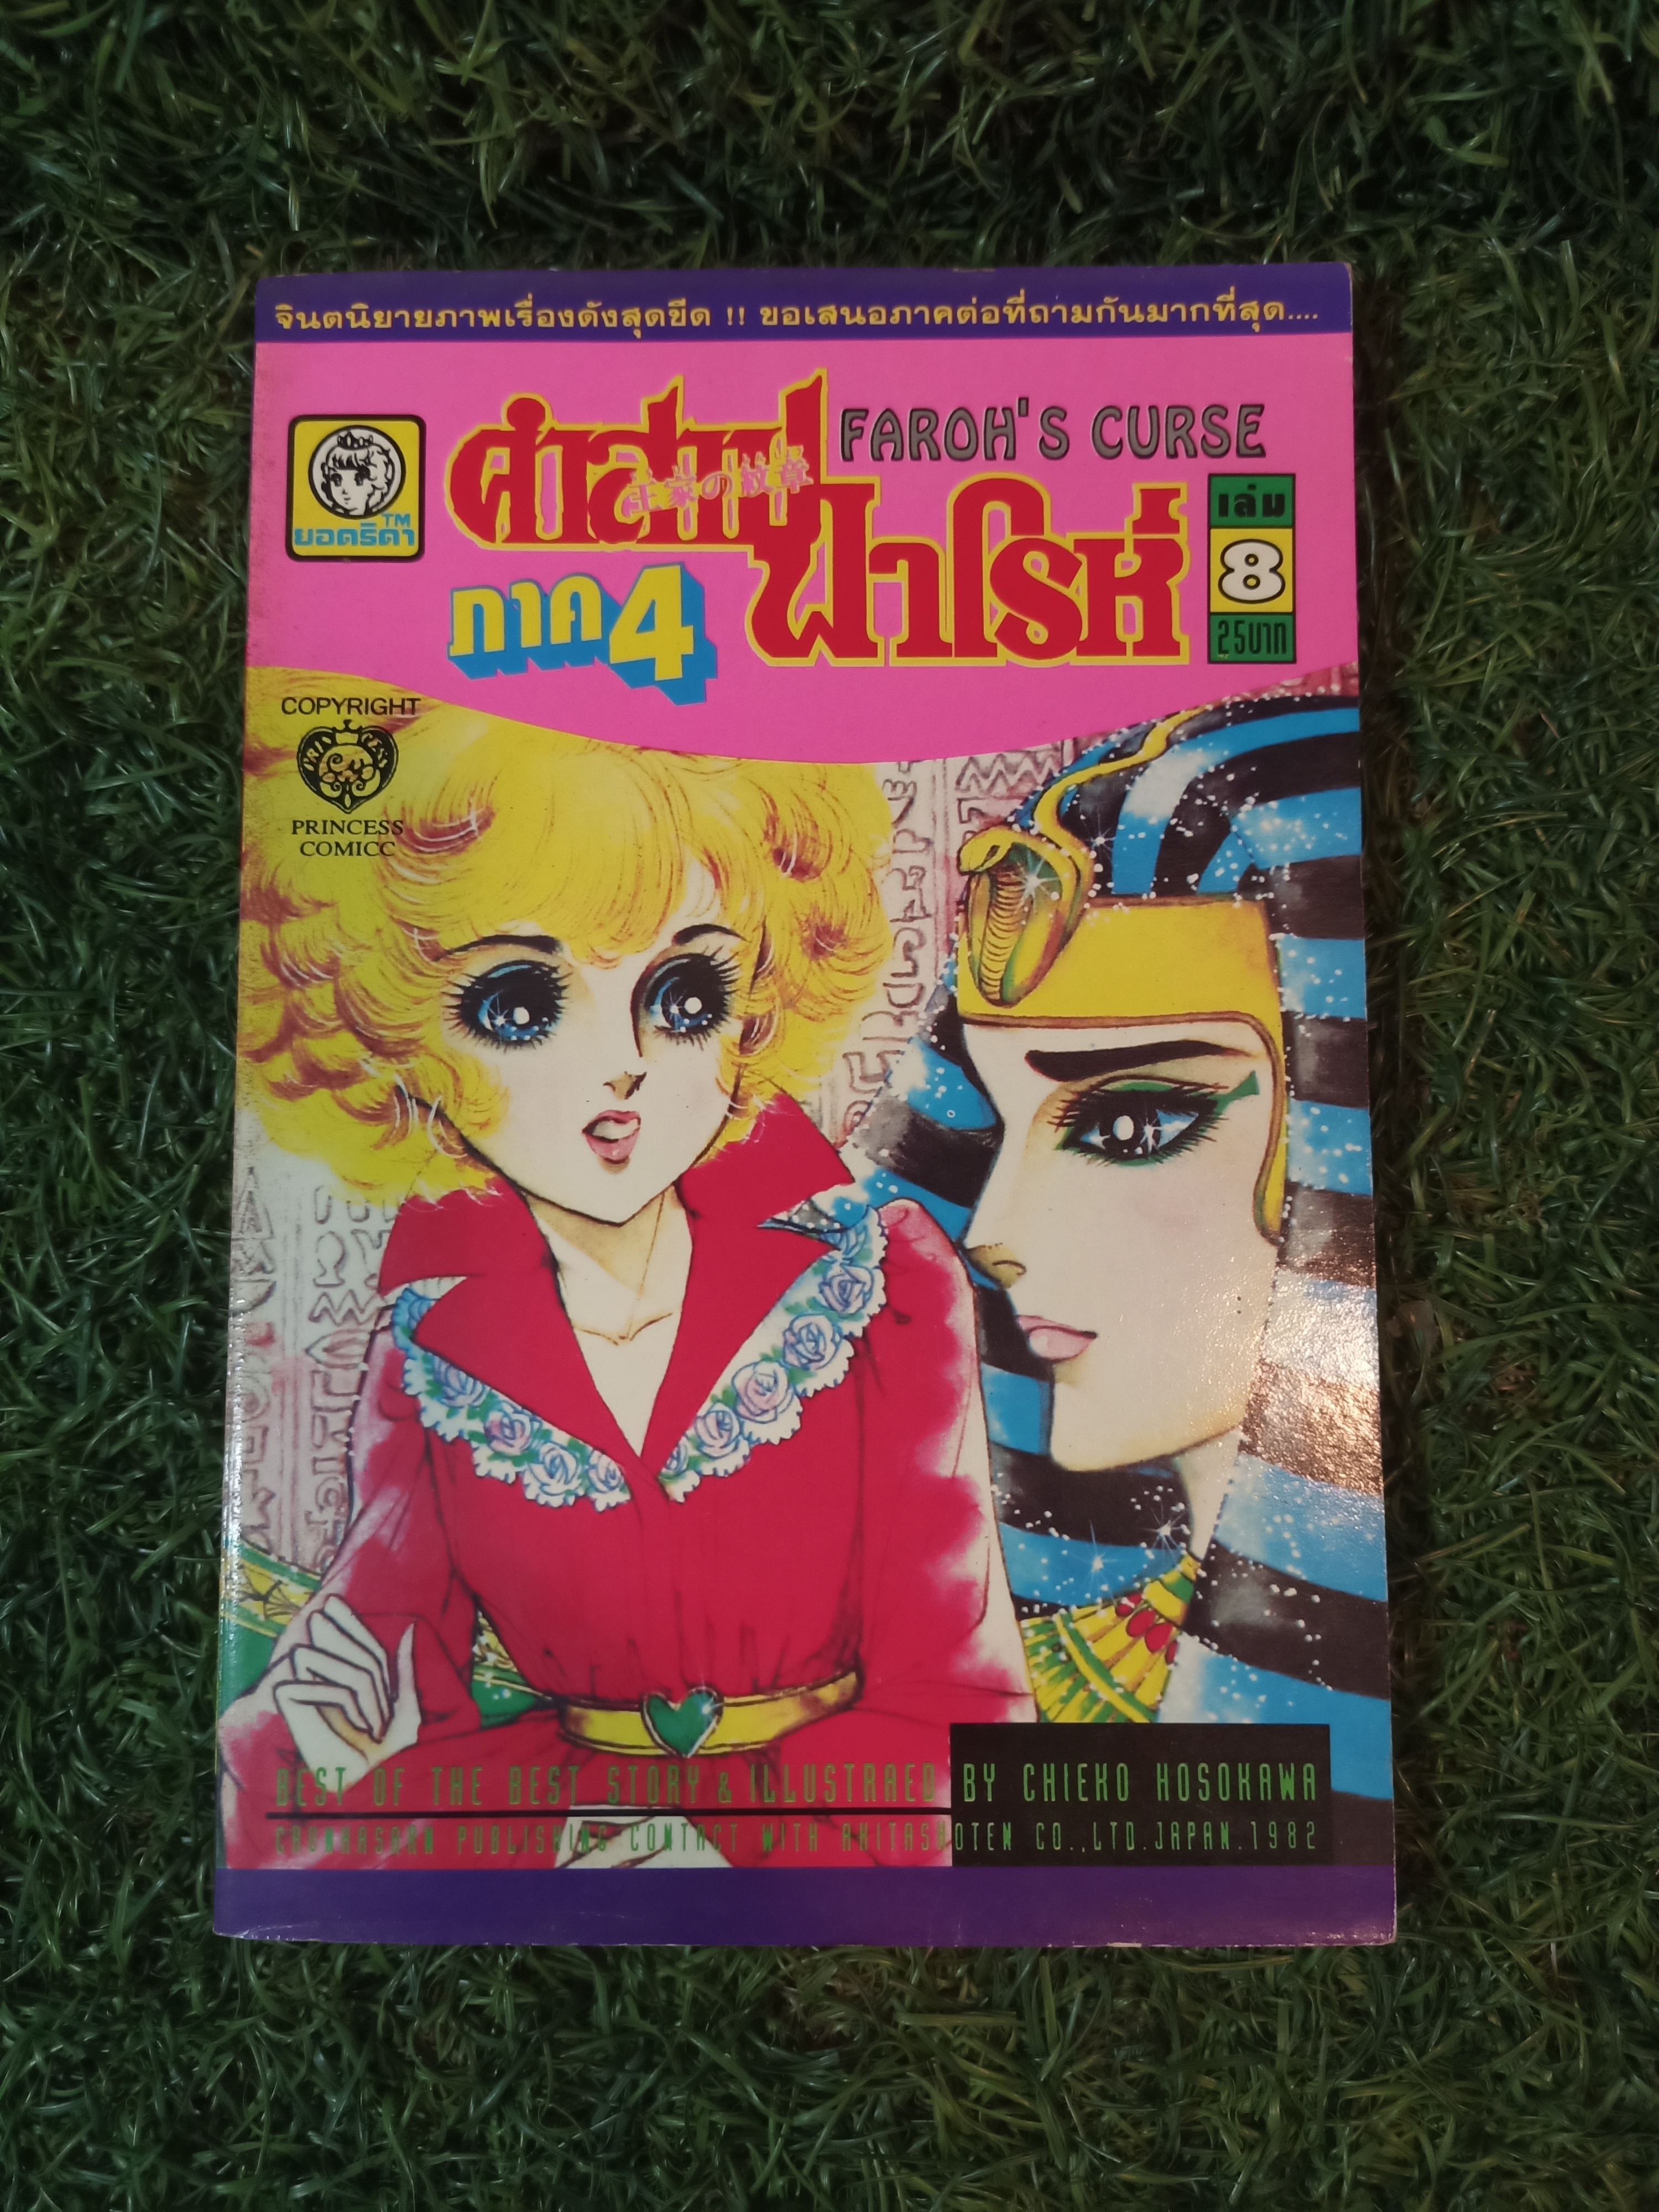 จินตนิยายภาพเรื่องดังสุดขีด !! ขอเสนอภาคต่อที่ถามกันมากที่สุด....
FAROH'S CURSE
คำสาป
王家の紋章
ฟาโรห์
ภาค 4
ยอดธิดา TM
เล่ม
8
25บาท
COPYRIGHT
PRINCESS
PRINCESS
COMICC
BEST OF THE BEST STORY & ILLUSTRAED BY CHIEKO HOSOKAWA
PUBLISHING CONTACT WITH AKITASHOTEN CO.,LTD.JAPAN.1982